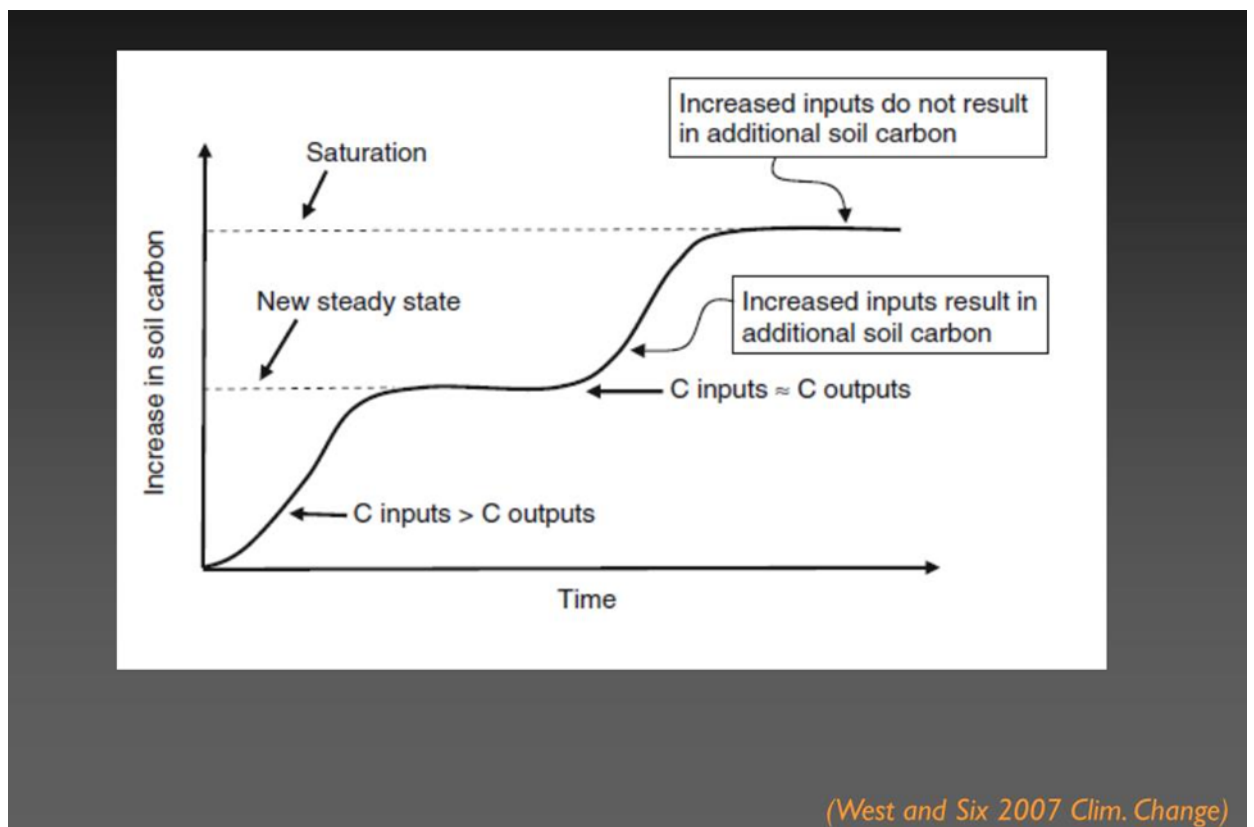 Increased inputs do not result
in additional soil carbon
Saturation
Increase in soil carbon
New steady state
Increased inputs result in
additional soil carbon
C inputs ≈ C outputs
C inputs > C outputs
Time
(West and Six 2007 Clim. Change)